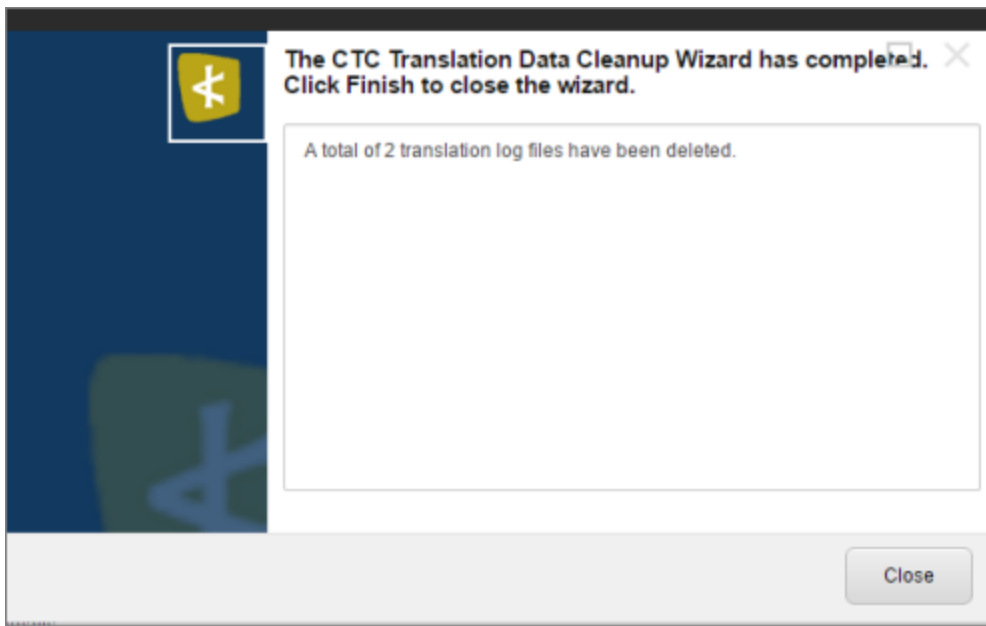 The CTC Translation Data Cleanup Wizard has completed.
Click Finish to close the wizard.
A total of 2 translation log files have been deleted.
Close